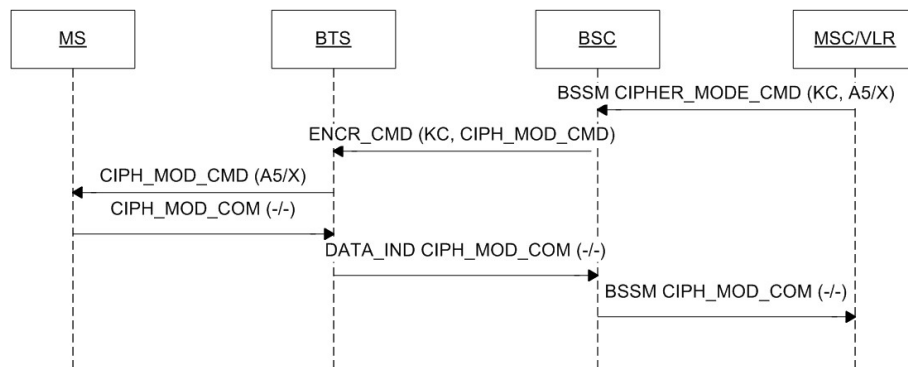 MS
BTS
BSC
MSC/VLR
BSSM CIPHER_MODE_CMD (KC, A5/X)
ENCR_CMD (KC, CIPH_MOD_CMD)
CIPH_MOD_CMD (A5/X)
CIPH_MOD_COM (-/-)
DATA_IND CIPH_MOD_COM (-/-)
BSSM CIPH_MOD_COM (-/-)